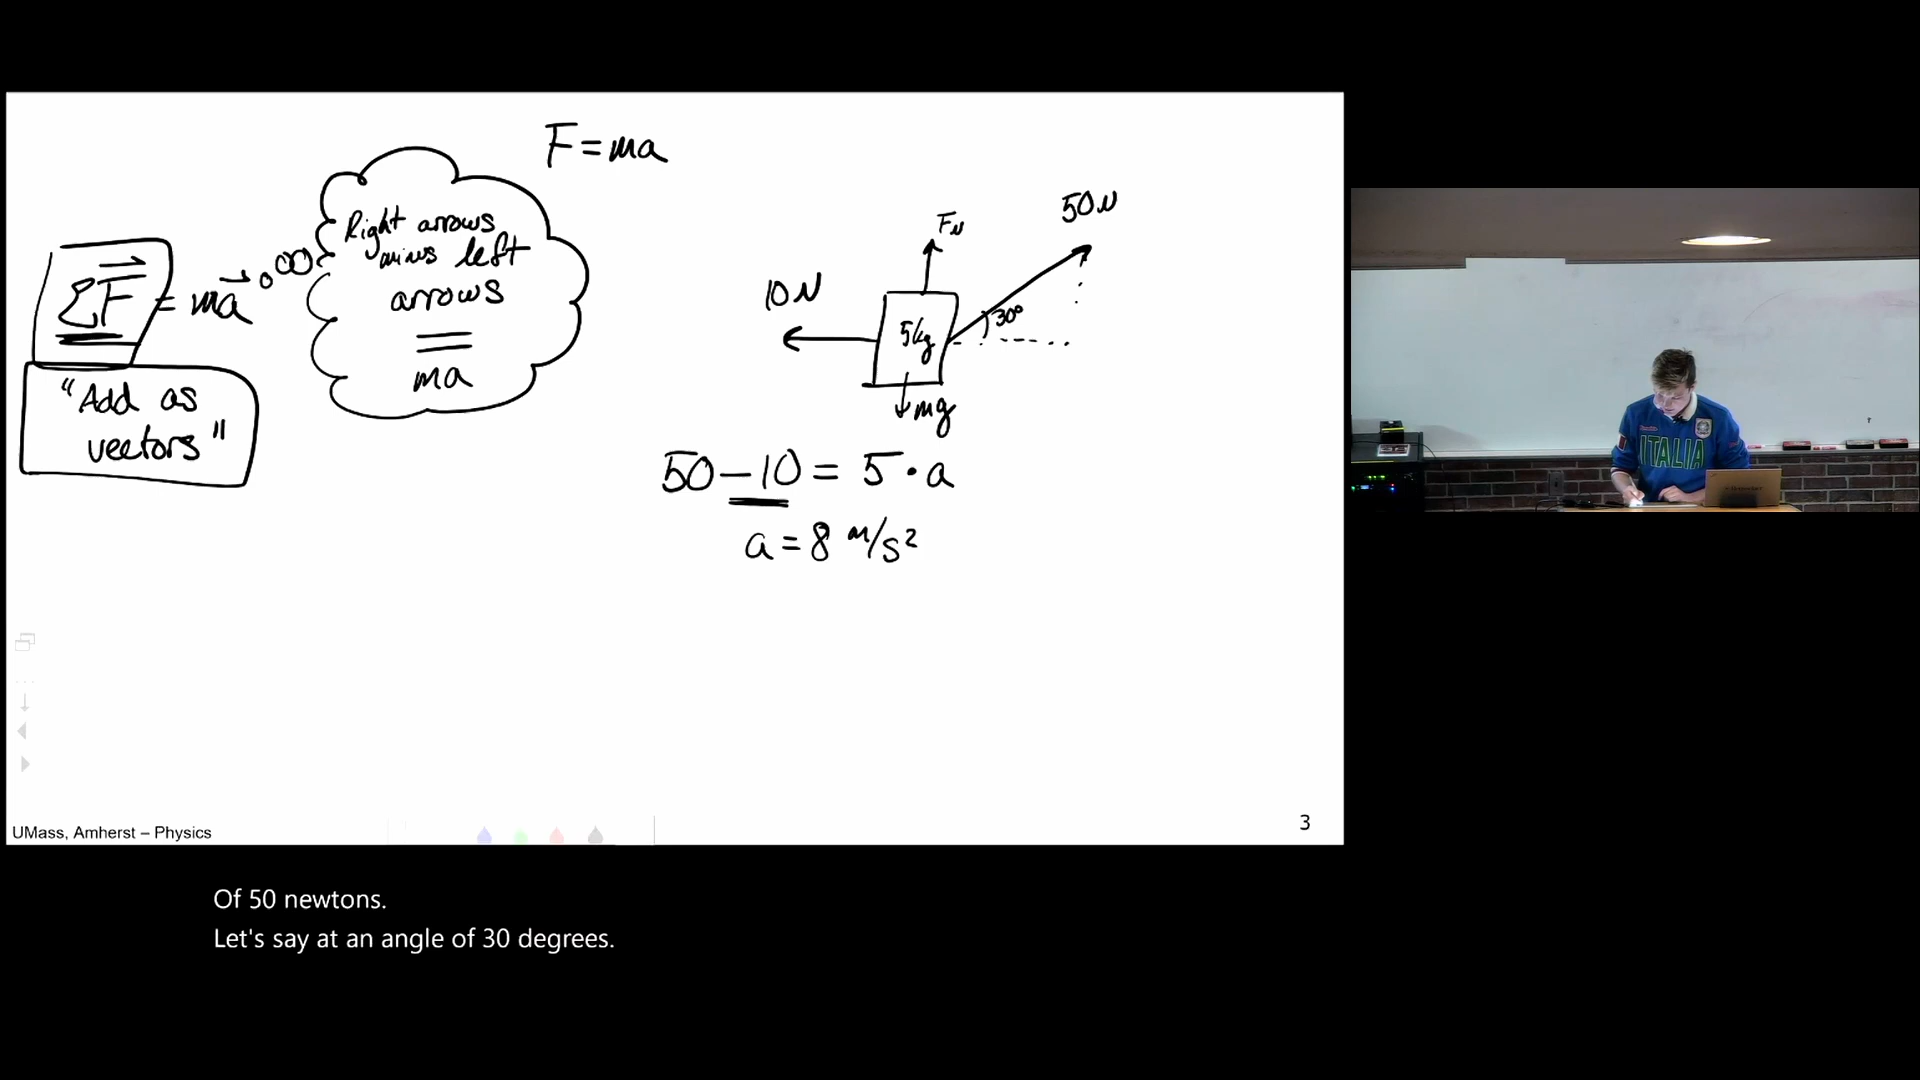 F = ma
Right arrows
minus left
arrows
=
ma
ΣF⃗ = ma⃗
"Add as
vectors"
50N
FN
10 N
30°
5kg
mg
50 – 10 = 5 · a
a = 8 m/s²
UMass, Amherst – Physics
3
ITALIA
Of 50 newtons.
Let's say at an angle of 30 degrees.